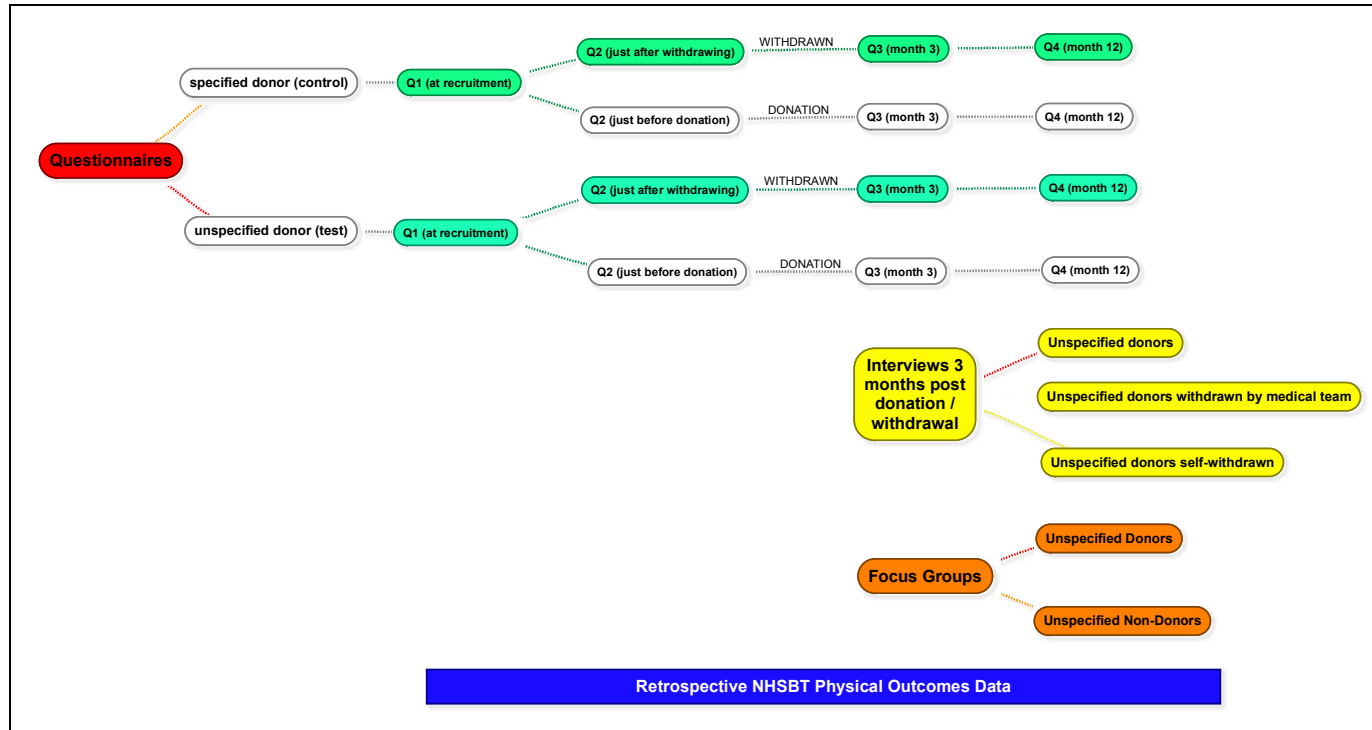 Q2 (just after withdrawing)
WITHDRAWN
Q3 (month 3)
Q4 (month 12)
specified donor (control)
Q1 (at recruitment)
Q2 (just before donation)
DONATION
Q3 (month 3)
Q4 (month 12)
Questionnaires
Q2 (just after withdrawing)
WITHDRAWN
Q3 (month 3)
Q4 (month 12)
unspecified donor (test)
Q1 (at recruitment)
Q2 (just before donation)
DONATION
Q3 (month 3)
Q4 (month 12)
Interviews 3
months post
donation /
withdrawal
Unspecified donors
Unspecified donors withdrawn by medical team
Unspecified donors self-withdrawn
Focus Groups
Unspecified Donors
Unspecified Non-Donors
Retrospective NHSBT Physical Outcomes Data